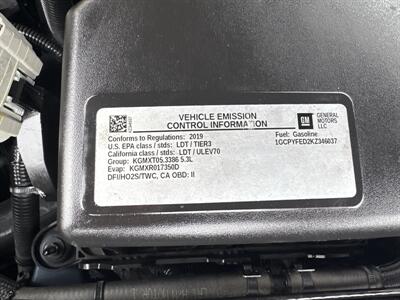 VEHICLE EMISSION
CONTROL INFORMATION
GM
GENERAL
MOTORS
LLC
Conforms to Regulations: 2019
Fuel: Gasoline
U.S. EPA class / stds: LDT / TIER3
1GCPYFED2KZ346037
California class / stds: LDT / ULEV70
Group: KGMXT05.3386 5.3L
Evap: KGMXR017350D
DFI/HO2S/TWC, CA OBD: II